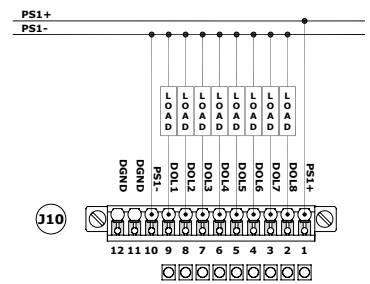 PS1+
PS1-
LOAD LOAD LOAD LOAD LOAD LOAD LOAD LOAD
DGND DGND PS1- DOL1 DOL2 DOL3 DOL4 DOL5 DOL6 DOL7 DOL8 PS1+
J10
12 11 10 9 8 7 6 5 4 3 2 1